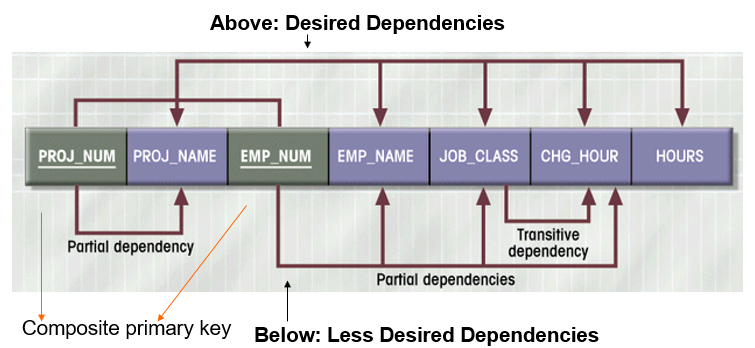 Above: Desired Dependencies
PROJ_NUM PROJ_NAME EMP_NUM EMP_NAME JOB_CLASS CHG_HOUR HOURS
Partial dependency
Transitive
dependency
Partial dependencies
Composite primary key
Below: Less Desired Dependencies